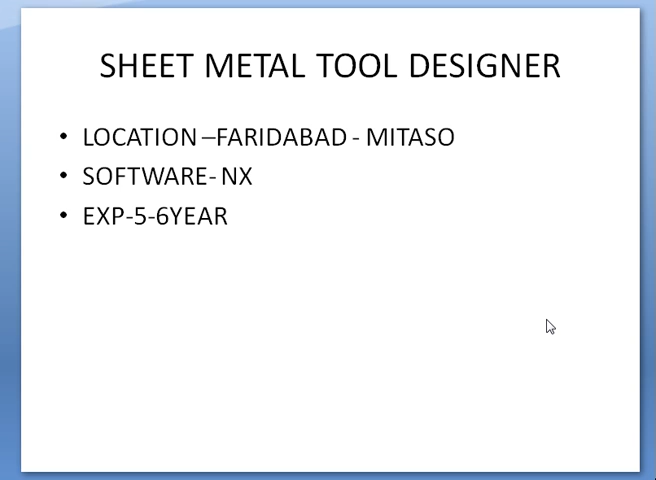 SHEET METAL TOOL DESIGNER
• LOCATION –FARIDABAD - MITASO
• SOFTWARE- NX
• EXP-5-6YEAR